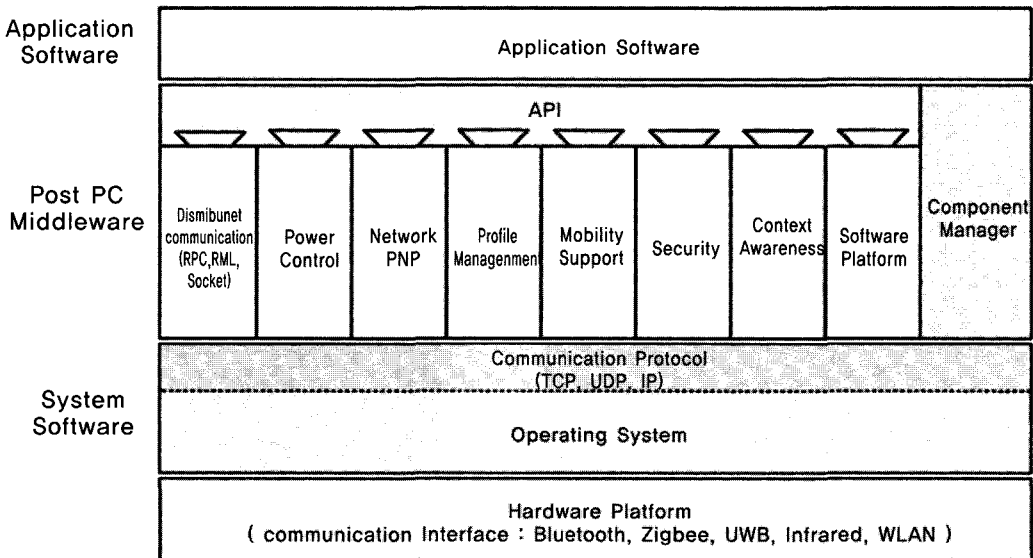 Application
Software
Application Software
API
Post PC
Middleware
Dismibunet
communication
(RPC,RML,
Socket)
Power
Control
Network
PNP
Profile
Managenmen
Mobility
Support
Security
Context
Awareness
Software
Platform
Component
Manager
System
Software
Communication Protocol
(TCP, UDP, IP)
Operating System
Hardware Platform
( communication Interface : Bluetooth, Zigbee, UWB, Infrared, WLAN )